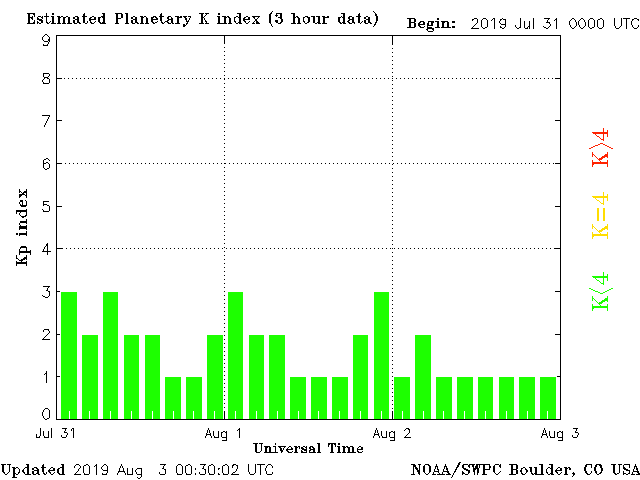 Estimated Planetary K index (3 hour data) Begin: 2019 Jul 31 0000 UTC
9
8
7
6
5
4
3
2
1
0
Kp index
K>4
K=4
K<4
Jul 31 Aug 1 Aug 2 Aug 3
Universal Time
Updated 2019 Aug 3 00:30:02 UTC NOAA/SWPC Boulder, CO USA